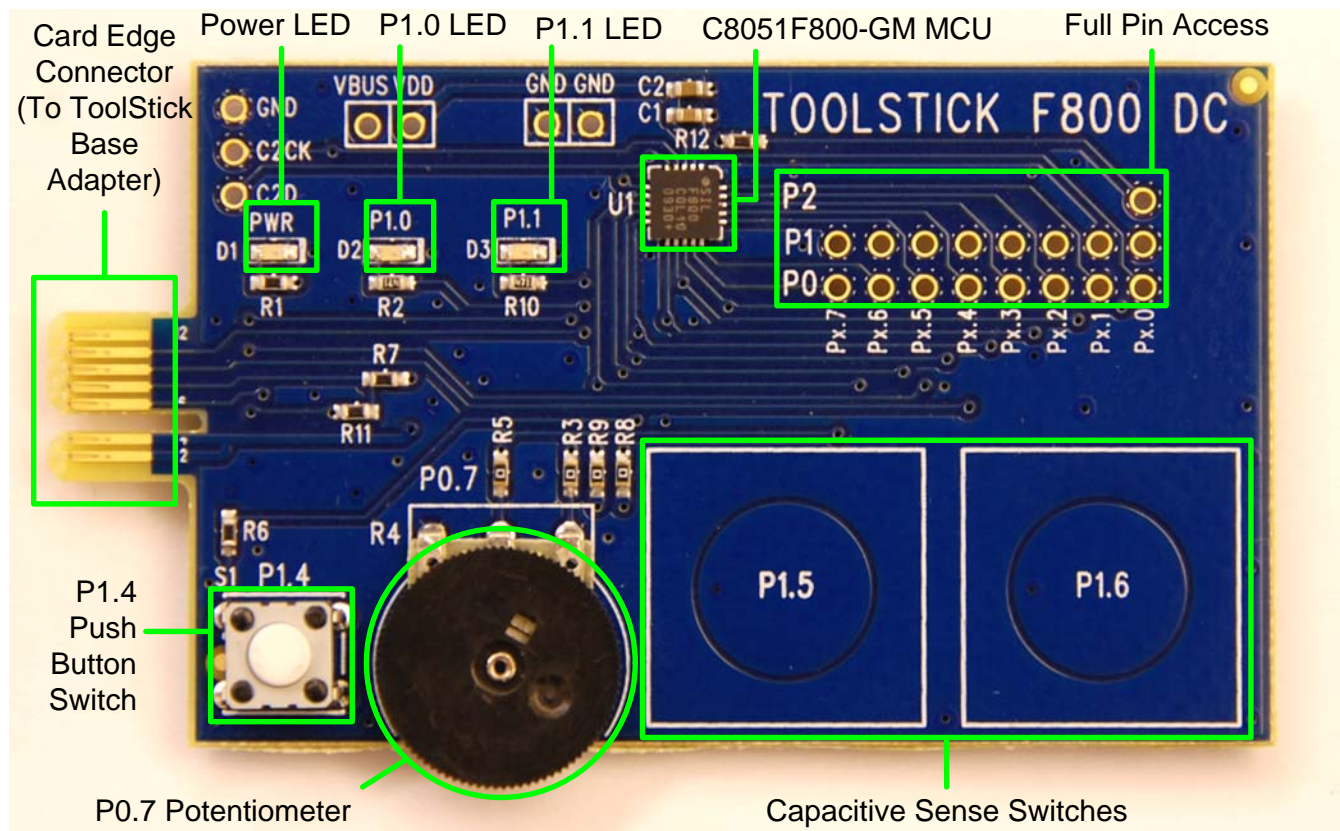 Card Edge
Connector
(To ToolStick
Base
Adapter)
Power LED
P1.0 LED
P1.1 LED
C8051F800-GM MCU
Full Pin Access
VBUS VDD
GND GND
C2
C1
R12
TOOLSTICK F800 DC
GND
C2CK
C2D
PWR
P1.0
P1.1
D1
D2
D3
R1
R2
R10
U1
SIL
F800
P2
P1
P0
Px.7
Px.6
Px.5
Px.4
Px.3
Px.2
Px.1
Px.0
2
2
R7
R11
R5
R3
R9
R8
P0.7
R4
R6
S1
P1.4
P1.5
P1.6
P1.4
Push
Button
Switch
P0.7 Potentiometer
Capacitive Sense Switches